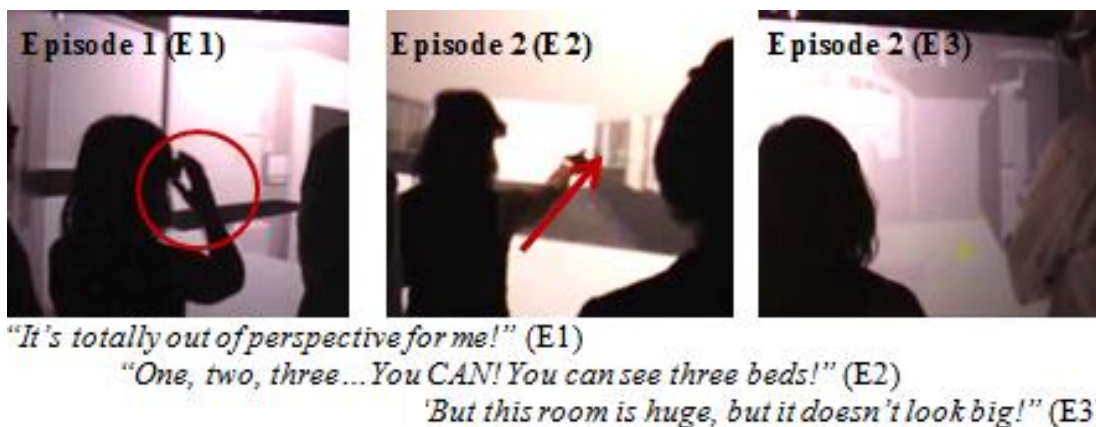 Episode 1 (E1)
Episode 2 (E2)
Episode 2 (E3)
“It’s totally out of perspective for me!” (E1)
“One, two, three…You CAN! You can see three beds!” (E2)
‘But this room is huge, but it doesn’t look big!” (E3